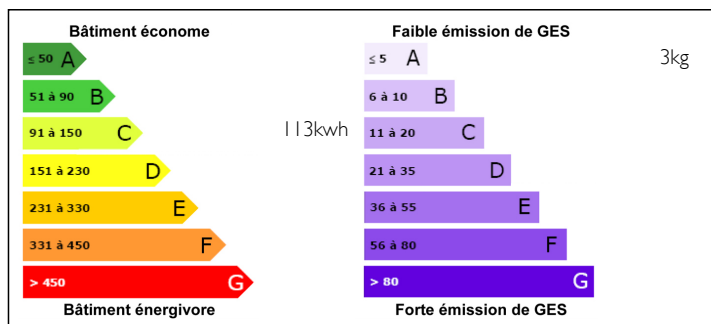 Bâtiment économe
≤ 50 A
51 à 90 B
91 à 150 C
151 à 230 D
231 à 330 E
331 à 450 F
> 450 G
Bâtiment énergivore
113kwh
Faible émission de GES
≤ 5 A
6 à 10 B
11 à 20 C
21 à 35 D
36 à 55 E
56 à 80 F
> 80 G
Forte émission de GES
3kg